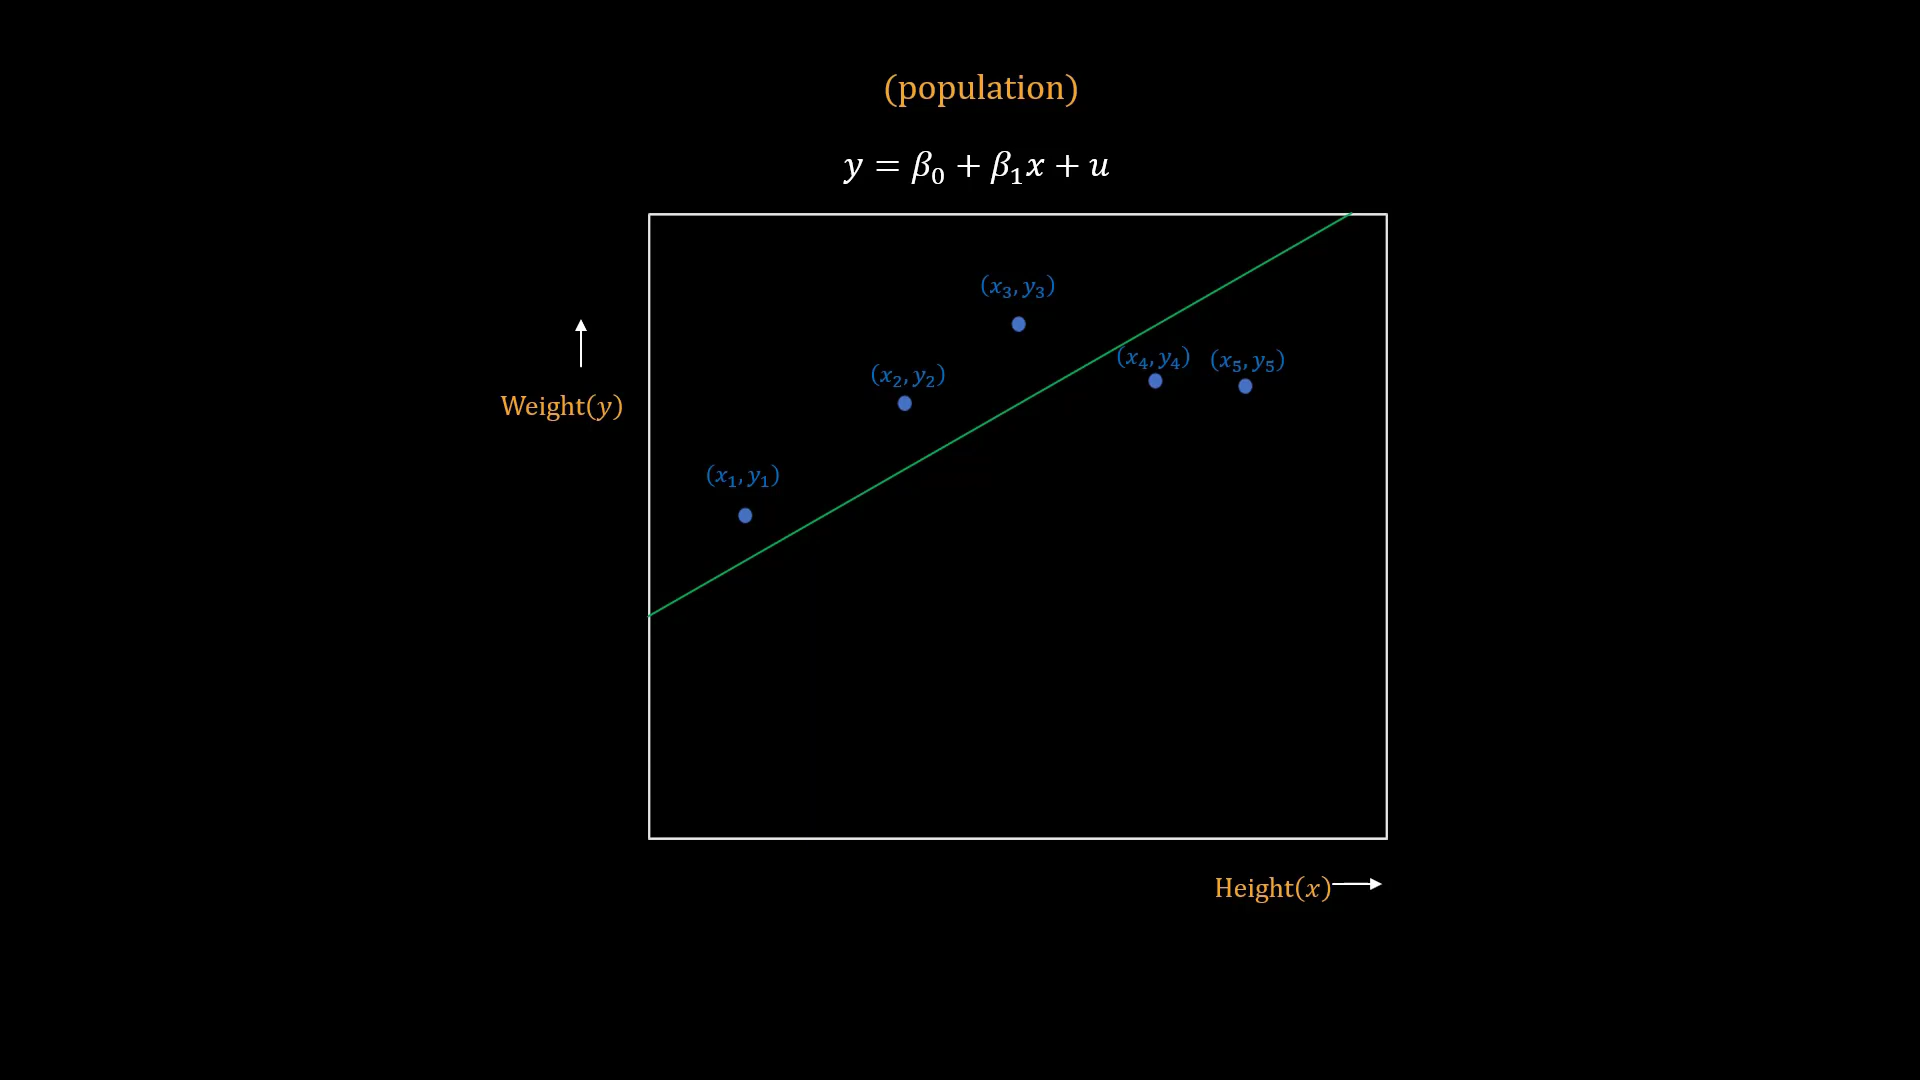 (population)
y = β₀ + β₁x + u
(x₃, y₃)
(x₄, y₄) (x₅, y₅)
(x₂, y₂)
Weight(y)
(x₁, y₁)
Height(x)